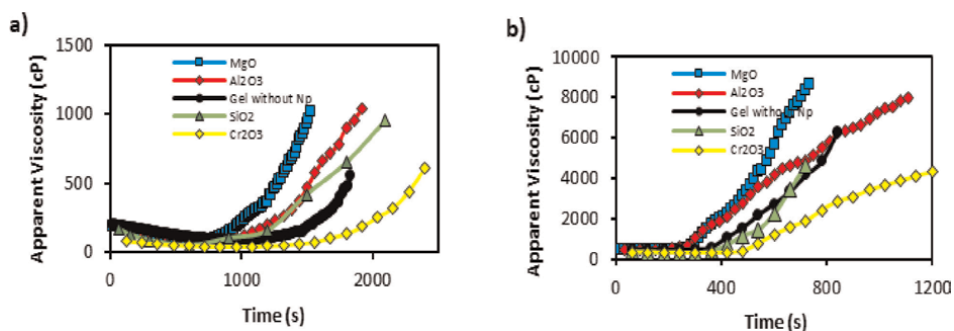 a)
Apparent Viscosity (cP)
1500
1000
500
0
MgO
Al2O3
Gel without Np
SiO2
Cr2O3
0
1000
2000
Time (s)
b)
Apparent Viscosity (cP)
10000
8000
6000
4000
2000
0
MgO
Al2O3
Gel without Np
SiO2
Cr2O3
0
400
800
1200
Time (s)